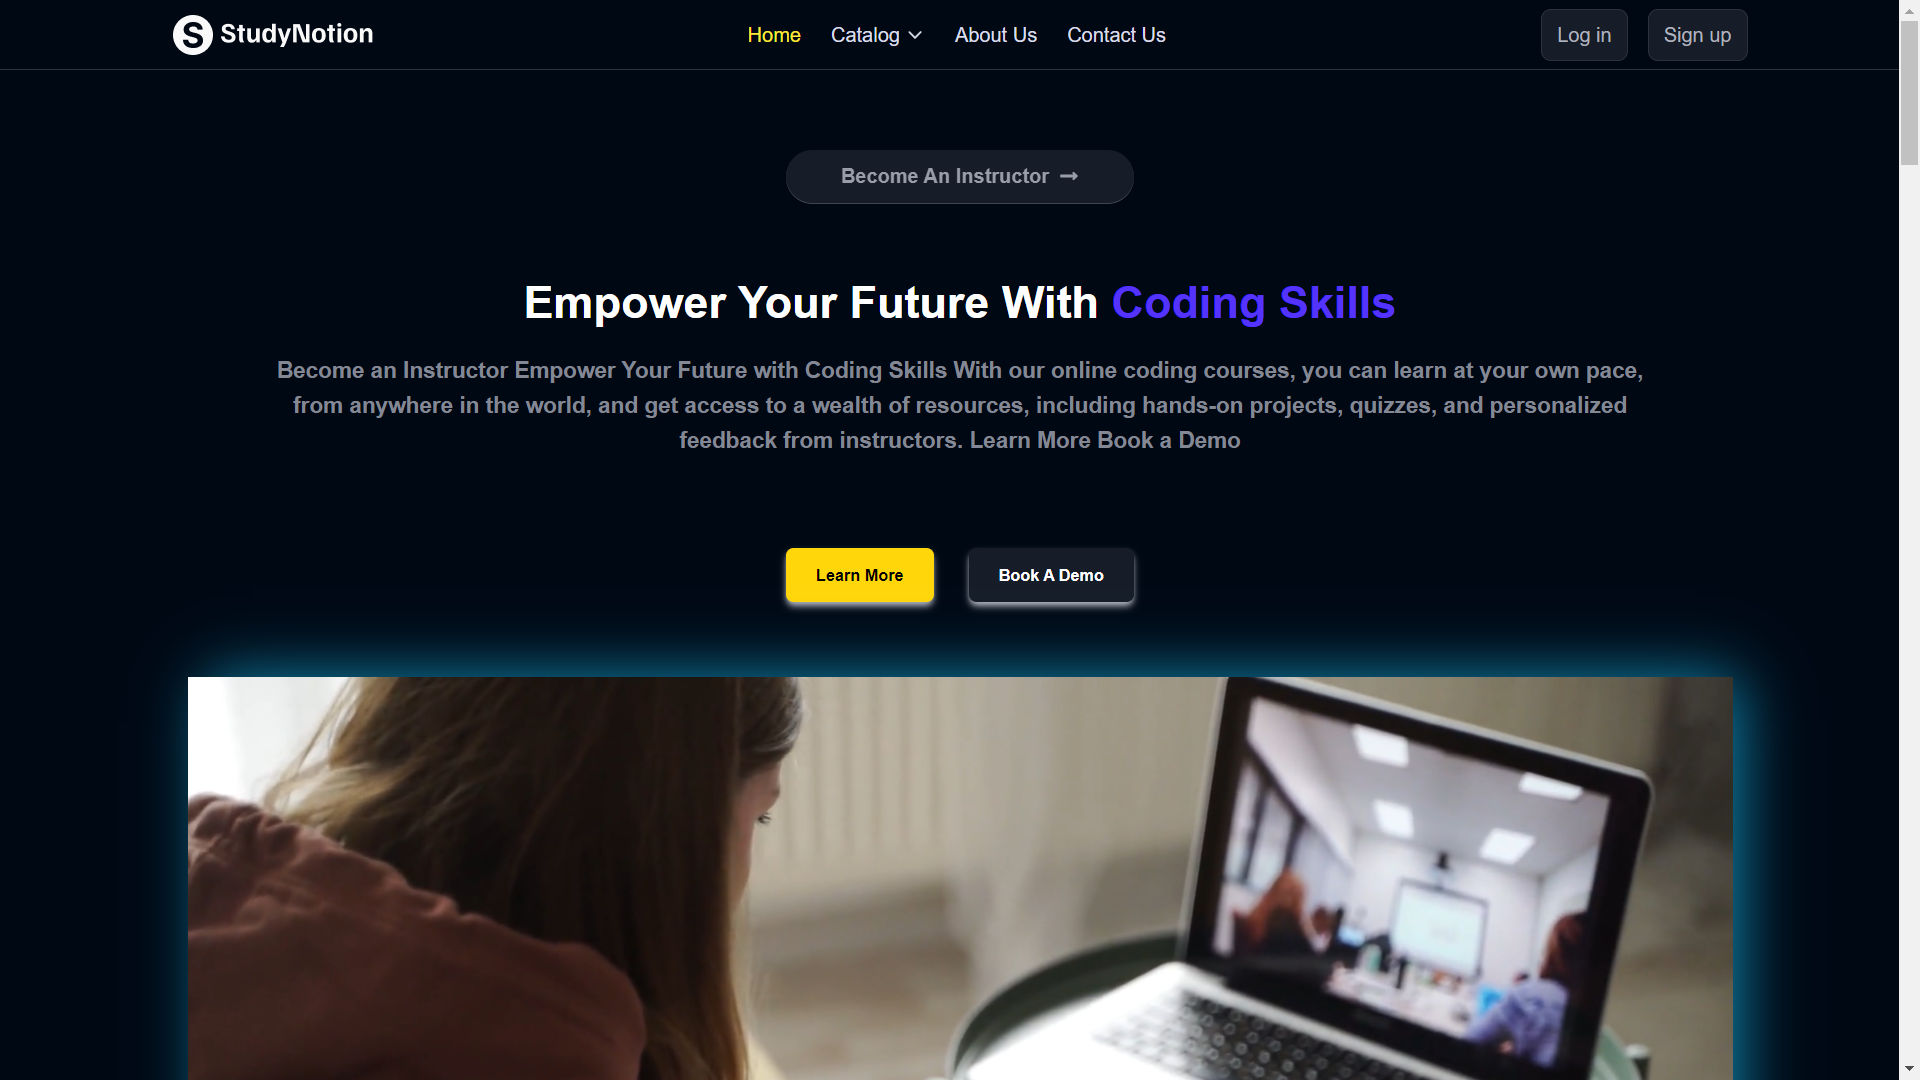 S StudyNotion
Home Catalog About Us Contact Us
Log in Sign up
Become An Instructor
Empower Your Future With Coding Skills
Become an Instructor Empower Your Future with Coding Skills With our online coding courses, you can learn at your own pace,
from anywhere in the world, and get access to a wealth of resources, including hands-on projects, quizzes, and personalized
feedback from instructors. Learn More Book a Demo
Learn More
Book A Demo